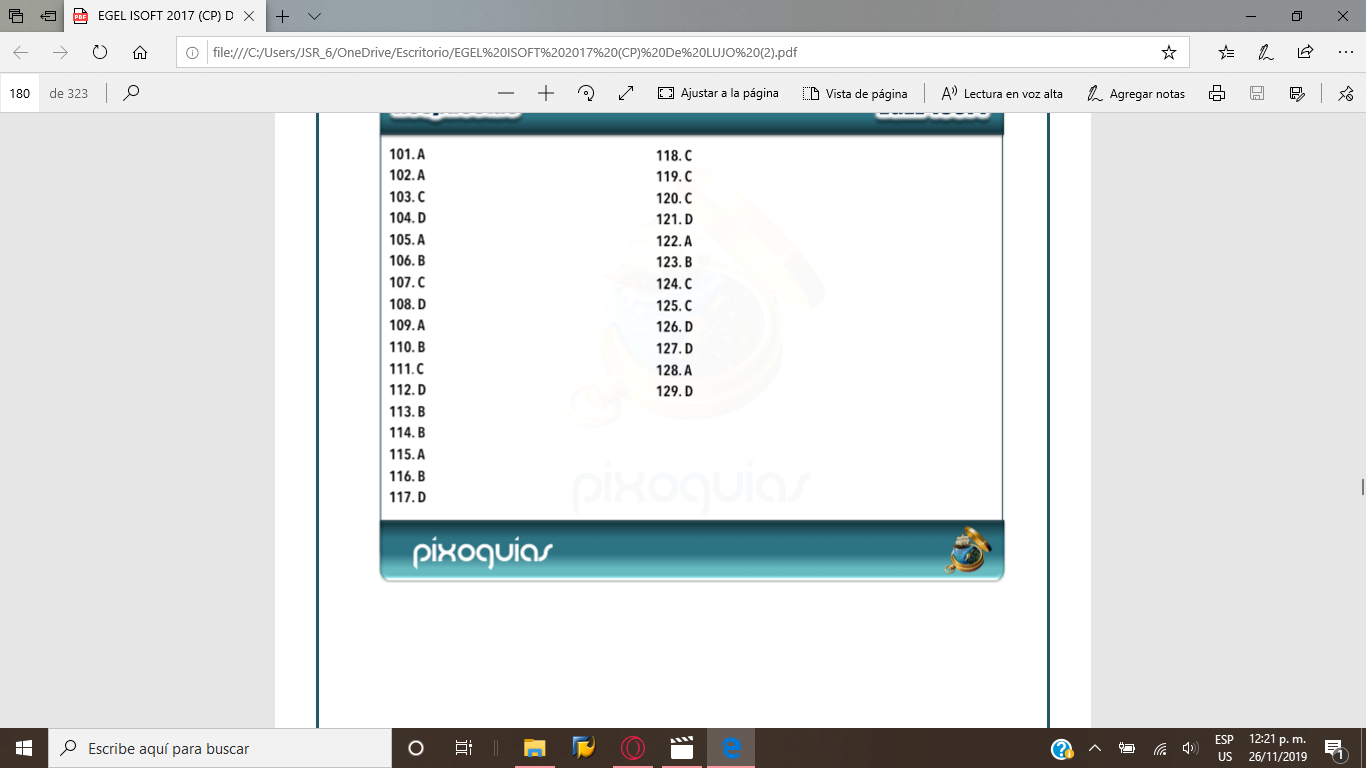 EGEL ISOFT 2017 (CP) D
file:///C:/Users/JSR_6/OneDrive/Escritorio/EGEL%20ISOFT%202017%20(CP)%20De%20LUJO%20(2).pdf
180 de 323
Ajustar a la página
Vista de página
Lectura en voz alta
Agregar notas
101. A
102. A
103. C
104. D
105. A
106. B
107. C
108. D
109. A
110. B
111. C
112. D
113. B
114. B
115. A
116. B
117. D
118. C
119. C
120. C
121. D
122. A
123. B
124. C
125. C
126. D
127. D
128. A
129. D
pixoguias
pixoguias
Escribe aquí para buscar
ESP
US
12:21 p. m.
26/11/2019
1